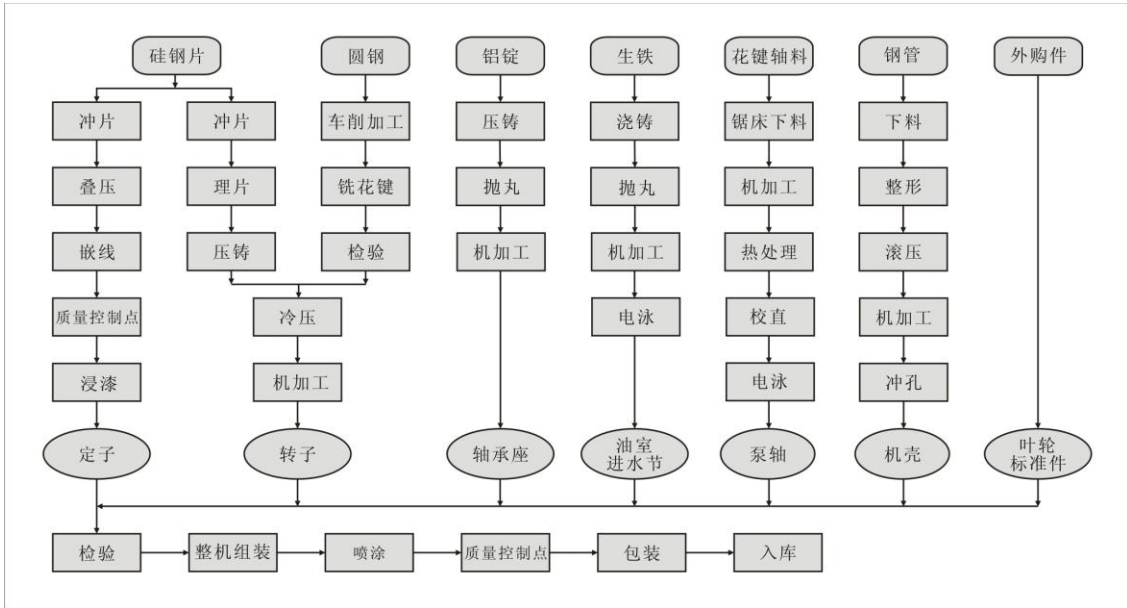 硅钢片
圆钢
铝锭
生铁
花键轴料
钢管
外购件
冲片
冲片
车削加工
压铸
浇铸
锯床下料
下料
叠压
理片
铣花键
抛丸
抛丸
机加工
整形
嵌线
压铸
检验
机加工
机加工
热处理
滚压
质量控制点
冷压
电泳
校直
机加工
浸漆
机加工
电泳
冲孔
定子
转子
轴承座
油室
进水节
泵轴
机壳
叶轮
标准件
检验
整机组装
喷涂
质量控制点
包装
入库